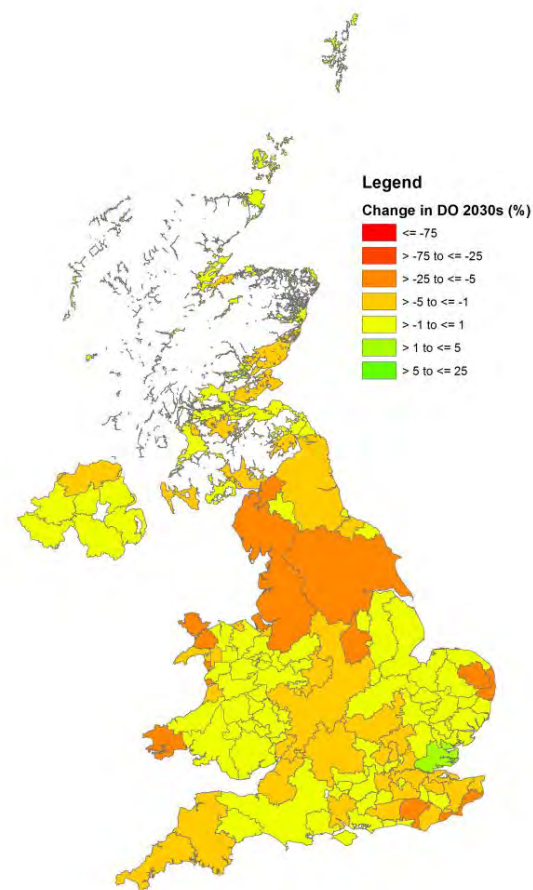 Legend
Change in DO 2030s (%)
<= -75
> -75 to <= -25
> -25 to <= -5
> -5 to <= -1
> -1 to <= 1
> 1 to <= 5
> 5 to <= 25